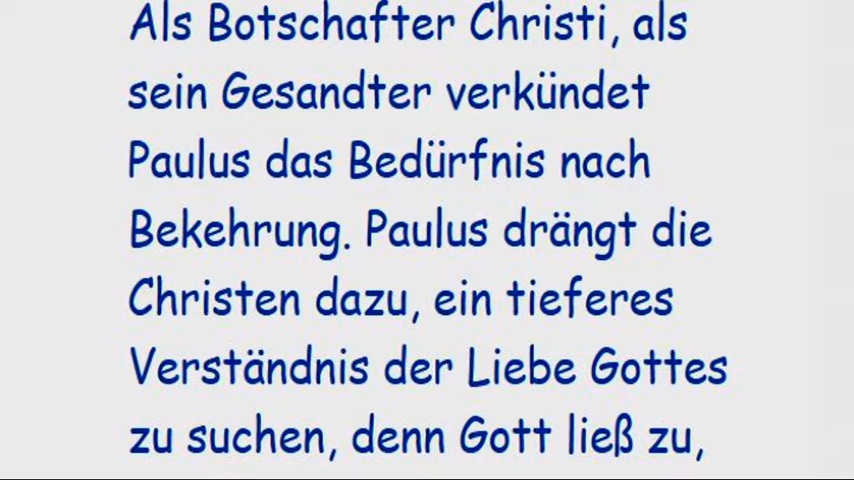 Als Botschafter Christi, als
sein Gesandter verkündet
Paulus das Bedürfnis nach
Bekehrung. Paulus drängt die
Christen dazu, ein tieferes
Verständnis der Liebe Gottes
zu suchen, denn Gott ließ zu,